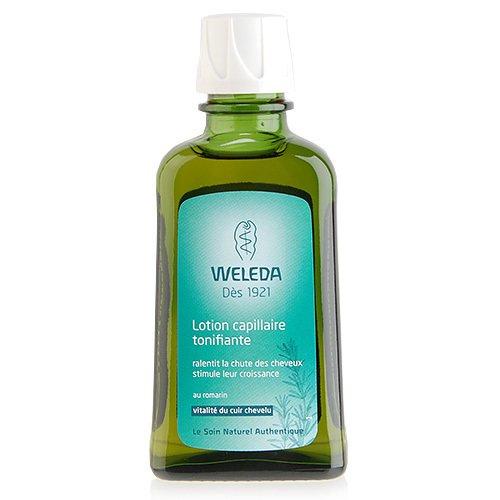 WELEDA
Dès 1921
Lotion capillaire
tonifiante
ralentit la chute des cheveux
stimule leur croissance
au romarin
vitalité du cuir chevelu
Le Soin Naturel Authentique